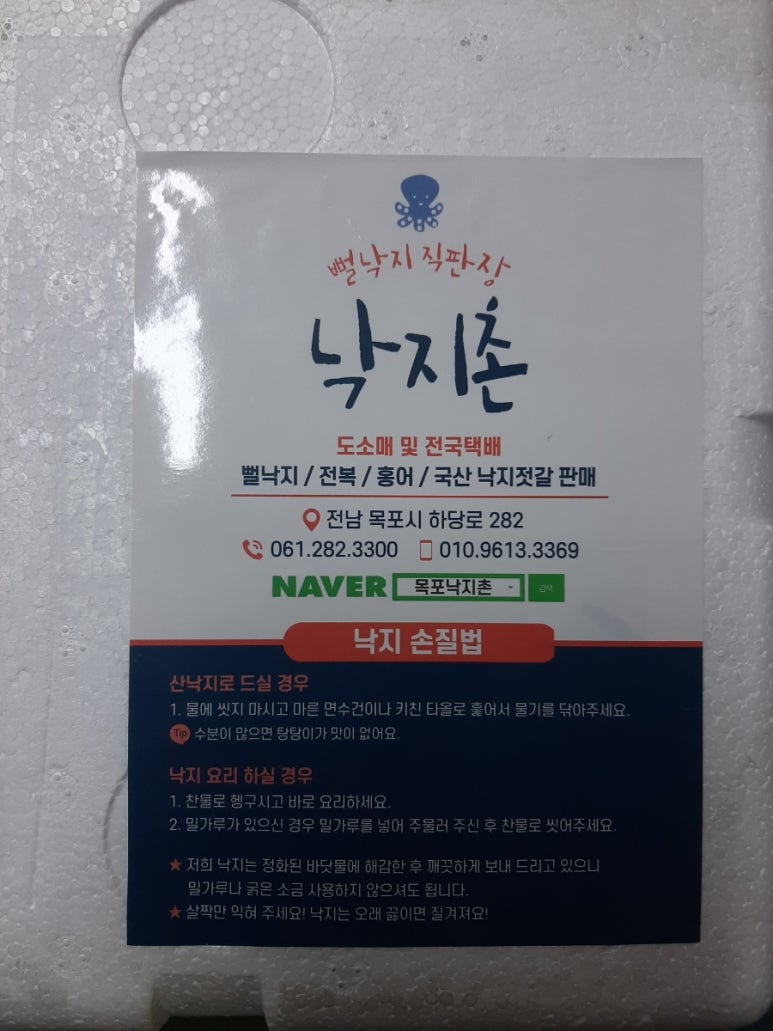 뻘낙지 직판장
낙지촌
도소매 및 전국택배
뻘낙지 / 전복 / 홍어 / 국산 낙지젓갈 판매
전남 목포시 하당로 282
061.282.3300 010.9613.3369
NAVER 목포낙지촌 검색
낙지 손질법
산낙지로 드실 경우
1. 물에 씻지 마시고 마른 면수건이나 키친 타올로 훑어서 물기를 닦아주세요.
Tip 수분이 많으면 탕탕이가 맛이 없어요.
낙지 요리 하실 경우
1. 찬물로 헹구시고 바로 요리하세요.
2. 밀가루가 있으신 경우 밀가루를 넣어 주물러 주신 후 찬물로 씻어주세요.
★ 저희 낙지는 정화된 바닷물에 해감한 후 깨끗하게 보내 드리고 있으니
밀가루나 굵은 소금 사용하지 않으셔도 됩니다.
★ 살짝만 익혀 주세요! 낙지는 오래 끓이면 질겨져요!